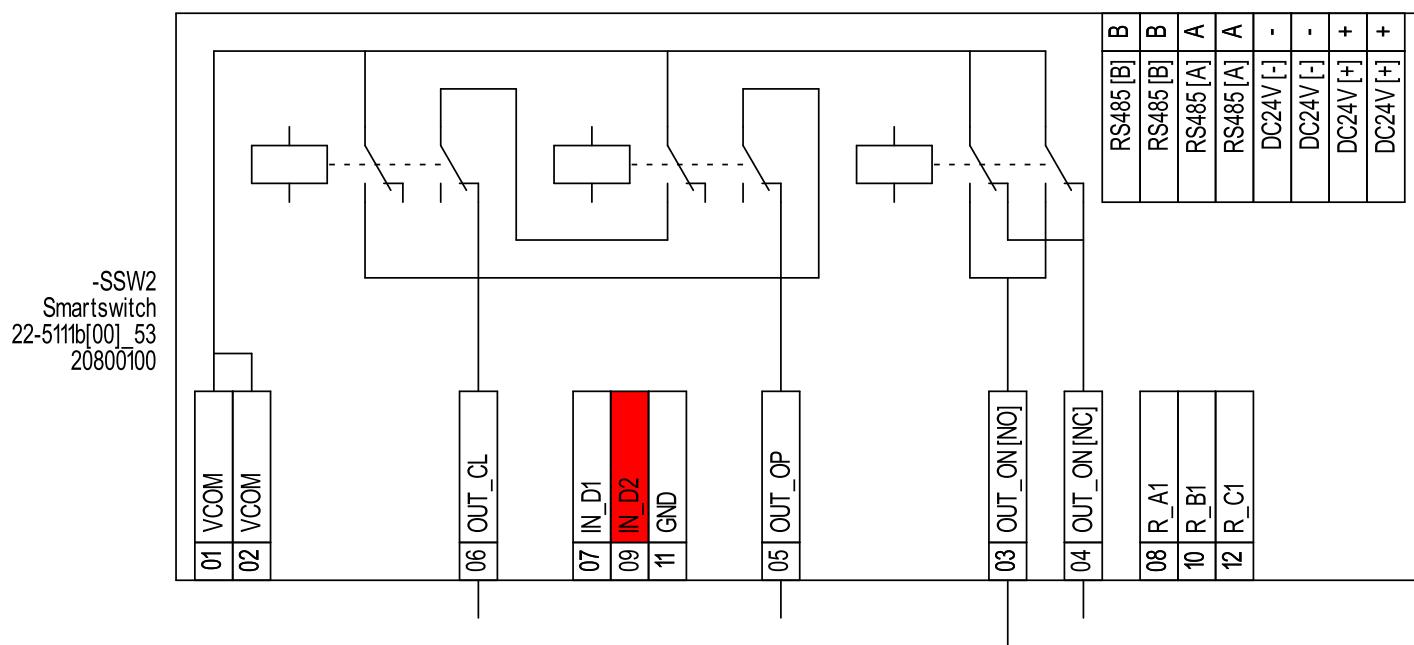 B
B
A
A
-
-
+
+
RS485 [B]
RS485 [B]
RS485 [A]
RS485 [A]
DC24V [-]
DC24V [-]
DC24V [+]
DC24V [+]
-SSW2
Smartswitch
22-5111b[00]_53
20800100
VCOM
VCOM
OUT_CL
IN_D1
IN_D2
GND
OUT_OP
OUT_ON [NO]
OUT_ON [NC]
R_A1
R_B1
R_C1
01
02
06
07
09
11
05
03
04
08
10
12